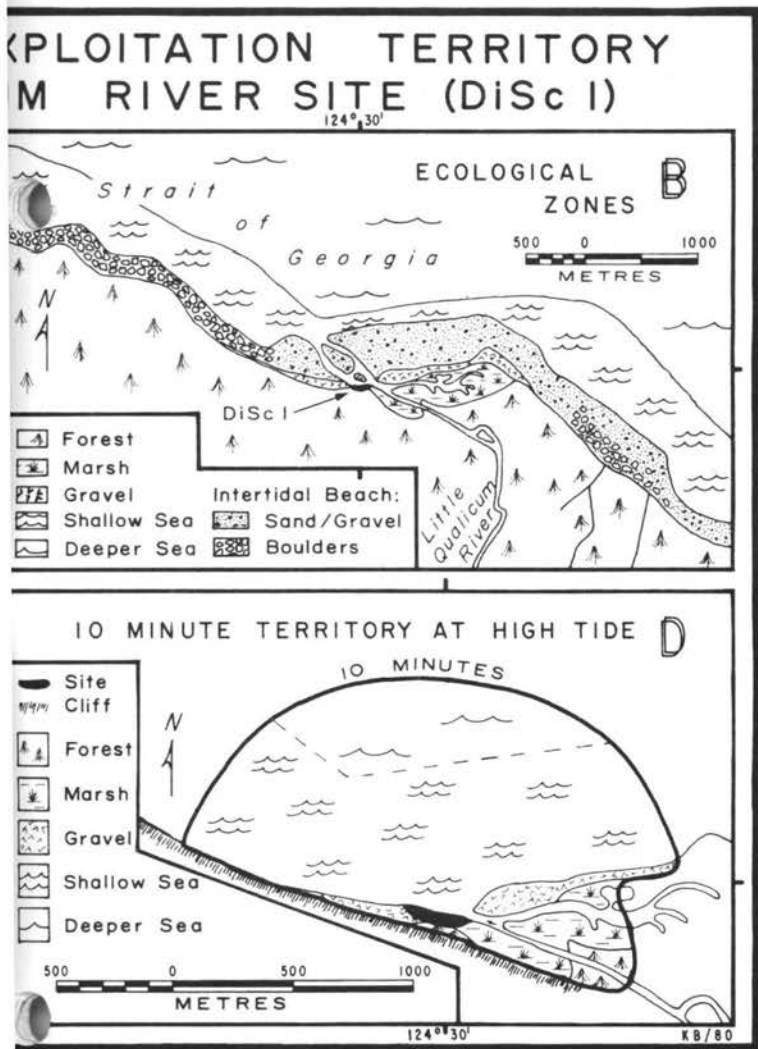 XPLOITATION TERRITORY
M RIVER SITE (DiSc I)
124° 30'
ECOLOGICAL B
ZONES
Strait
of
Georgia
500 0 1000
METRES
N
DiSc I
Forest
Marsh
Gravel Intertidal Beach:
Shallow Sea Sand/Gravel
Deeper Sea Boulders
Little
Qualicum
River
10 MINUTE TERRITORY AT HIGH TIDE D
10 MINUTES
Site
Cliff
N
Forest
Marsh
Gravel
Shallow Sea
Deeper Sea
500 0 500 1000
METRES
124° 30'
KB/80